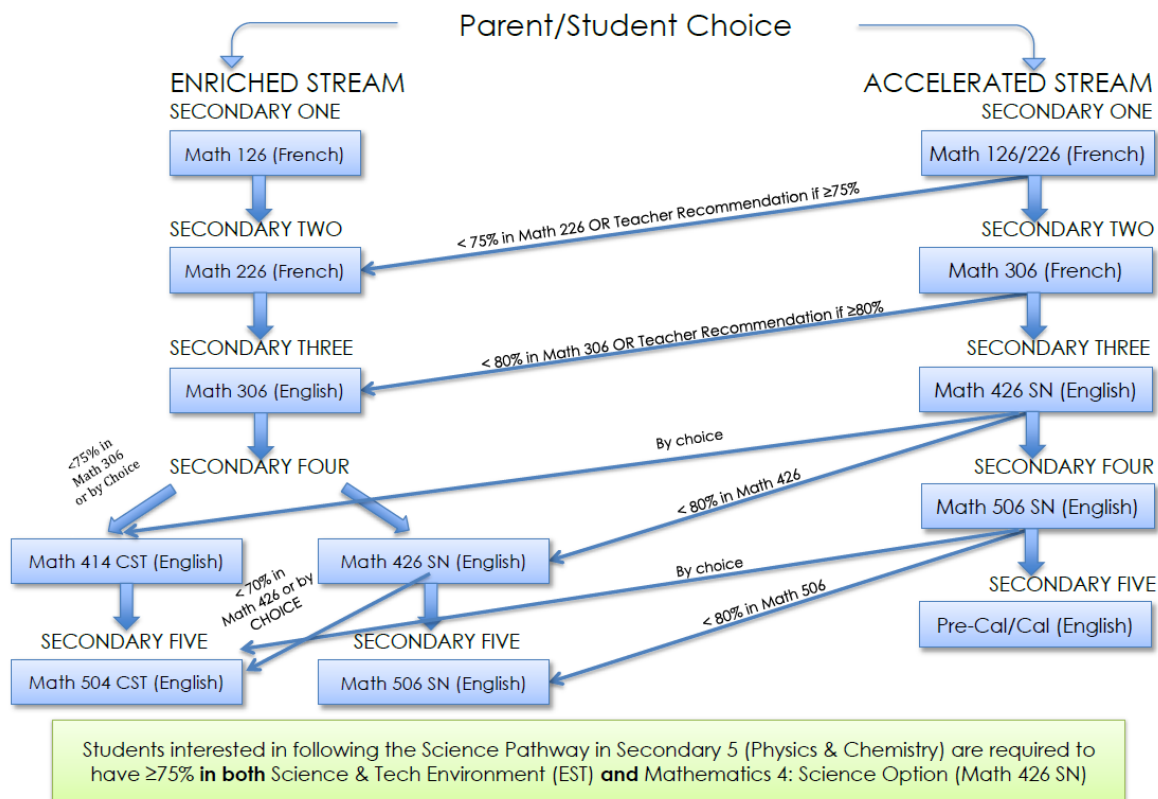 Parent/Student Choice
ENRICHED STREAM
SECONDARY ONE
Math 126 (French)
SECONDARY TWO
Math 226 (French)
SECONDARY THREE
Math 306 (English)
SECONDARY FOUR
<75% in
Math 306
or by Choice
Math 414 CST (English)
Math 426 SN (English)
< 70% in
Math 426 or by
CHOICE
SECONDARY FIVE
Math 504 CST (English)
SECONDARY FIVE
Math 506 SN (English)
< 75% in Math 226 OR Teacher Recommendation if ≥75%
< 80% in Math 306 OR Teacher Recommendation if ≥80%
By choice
< 80% in Math 426
By choice
< 80% in Math 506
ACCELERATED STREAM
SECONDARY ONE
Math 126/226 (French)
SECONDARY TWO
Math 306 (French)
SECONDARY THREE
Math 426 SN (English)
SECONDARY FOUR
Math 506 SN (English)
SECONDARY FIVE
Pre-Cal/Cal (English)
Students interested in following the Science Pathway in Secondary 5 (Physics & Chemistry) are required to
have ≥75% in both Science & Tech Environment (EST) and Mathematics 4: Science Option (Math 426 SN)